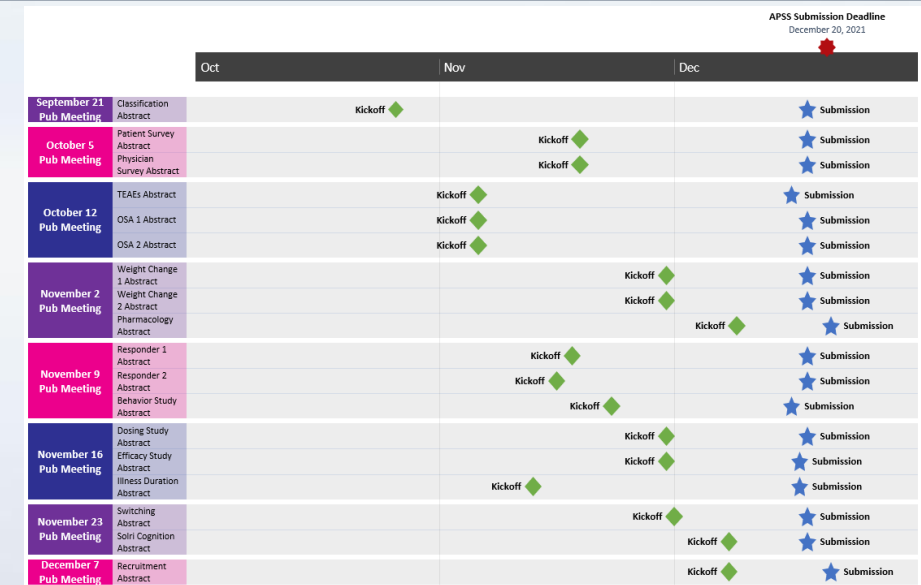 APSS Submission Deadline
December 20, 2021
Oct Nov Dec
September 21
Pub Meeting
Classification
Abstract
Kickoff Submission
October 5
Pub Meeting
Patient Survey
Abstract
Kickoff Submission
Physician
Survey Abstract
Kickoff Submission
October 12
Pub Meeting
TEAEs Abstract Kickoff Submission
OSA 1 Abstract Kickoff Submission
OSA 2 Abstract Kickoff Submission
November 2
Pub Meeting
Weight Change
1 Abstract
Kickoff Submission
Weight Change
2 Abstract
Kickoff Submission
Pharmacology
Abstract
Kickoff Submission
November 9
Pub Meeting
Responder 1
Abstract
Kickoff Submission
Responder 2
Abstract
Kickoff Submission
Behavior Study
Abstract
Kickoff Submission
November 16
Pub Meeting
Dosing Study
Abstract
Kickoff Submission
Efficacy Study
Abstract
Kickoff Submission
Illness Duration
Abstract
Kickoff Submission
November 23
Pub Meeting
Switching
Abstract
Kickoff Submission
Solri Cognition
Abstract
Kickoff Submission
December 7
Pub Meeting
Recruitment
Abstract
Kickoff Submission